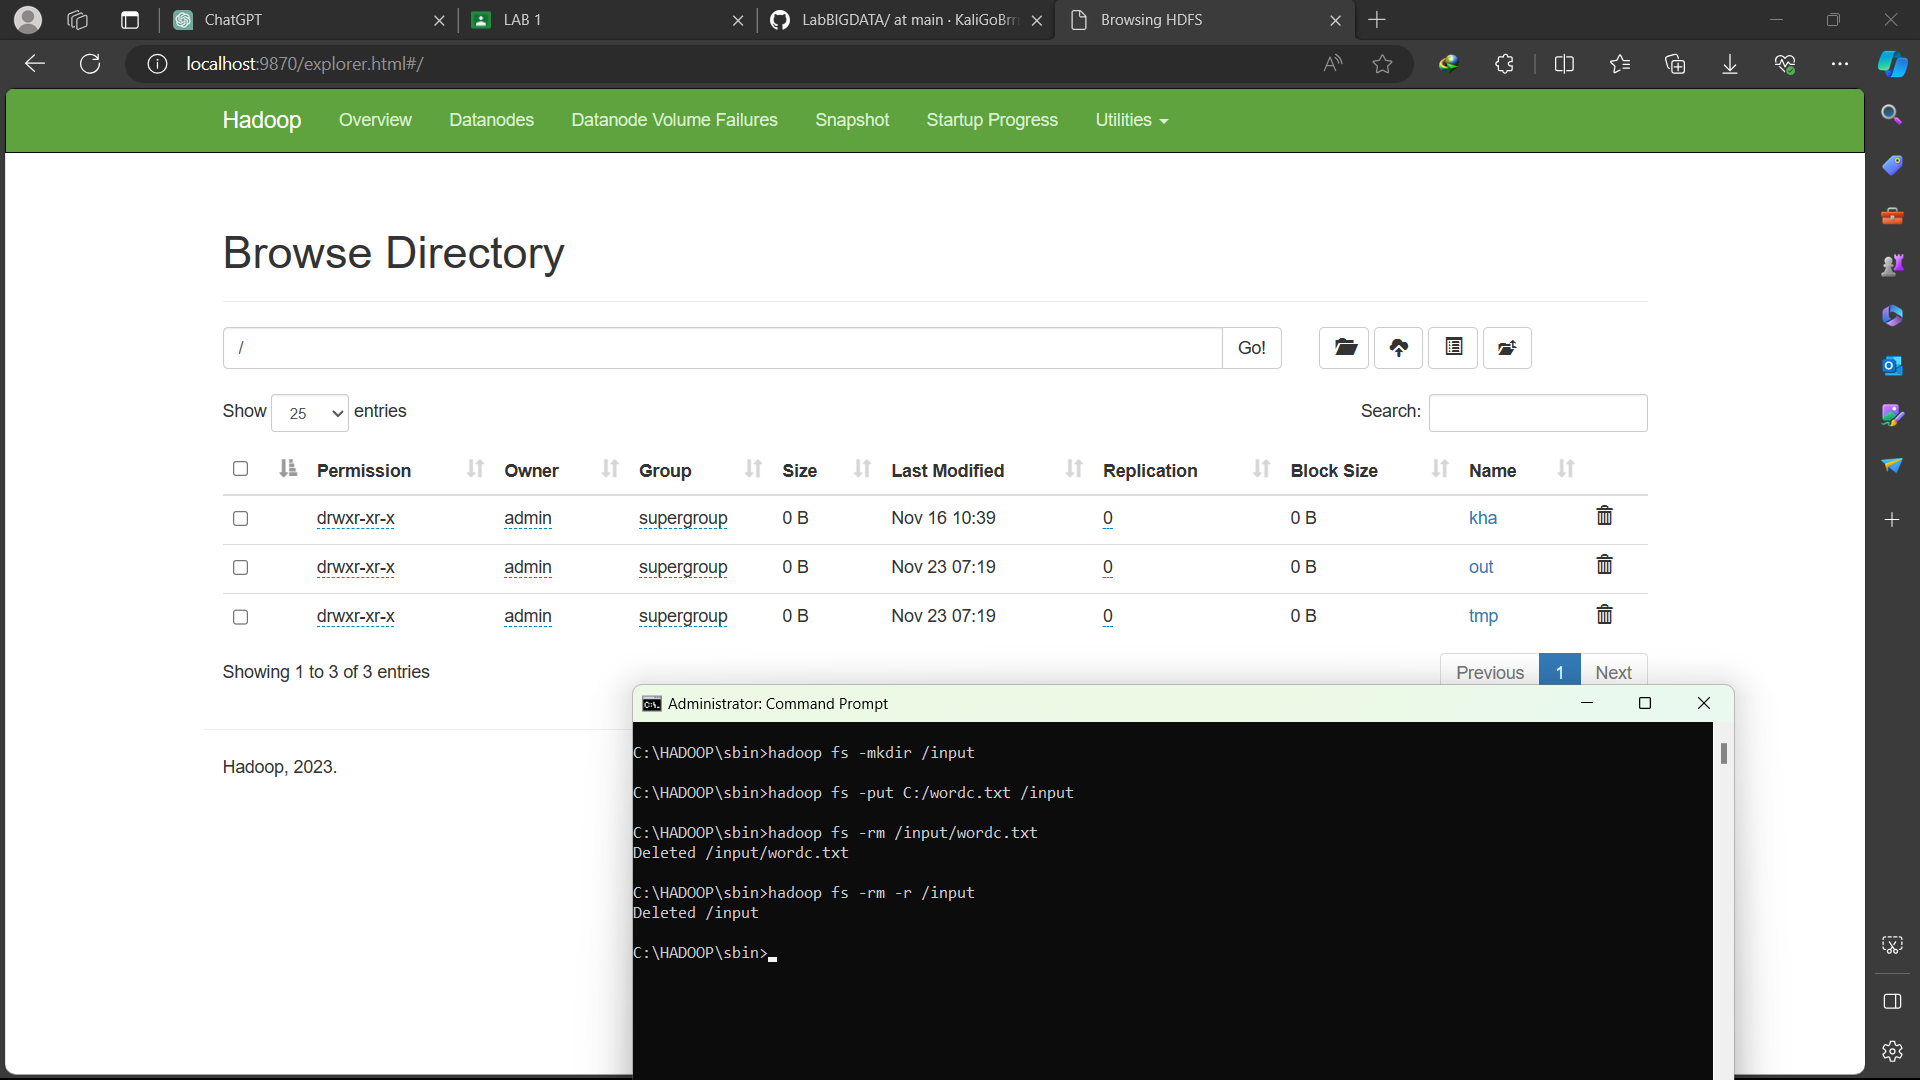 ChatGPT
LAB 1
LabBIGDATA/ at main · KaliGoBrr
Browsing HDFS
localhost:9870/explorer.html#/
Hadoop Overview Datanodes Datanode Volume Failures Snapshot Startup Progress Utilities
Browse Directory
/ Go!
Show 25 entries Search:
Permission Owner Group Size Last Modified Replication Block Size Name
drwxr-xr-x admin supergroup 0 B Nov 16 10:39 0 0 B kha
drwxr-xr-x admin supergroup 0 B Nov 23 07:19 0 0 B out
drwxr-xr-x admin supergroup 0 B Nov 23 07:19 0 0 B tmp
Showing 1 to 3 of 3 entries Previous 1 Next
Hadoop, 2023.
Administrator: Command Prompt
C:\HADOOP\sbin>hadoop fs -mkdir /input
C:\HADOOP\sbin>hadoop fs -put C:/wordc.txt /input
C:\HADOOP\sbin>hadoop fs -rm /input/wordc.txt
Deleted /input/wordc.txt
C:\HADOOP\sbin>hadoop fs -rm -r /input
Deleted /input
C:\HADOOP\sbin>